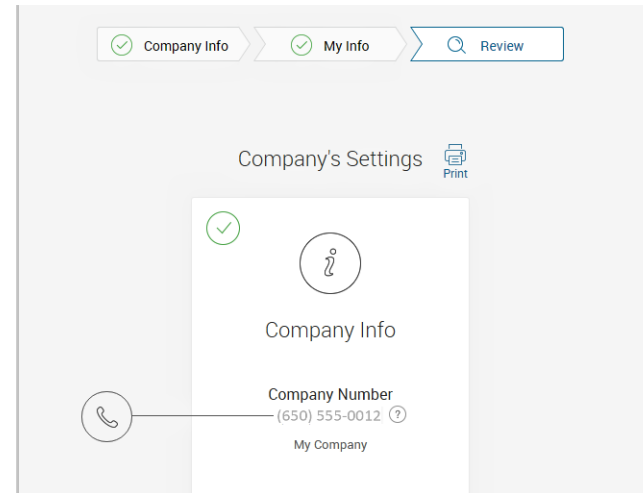 Company Info
My Info
Review
Company's Settings
Print
Company Info
Company Number
(650) 555-0012 ?
My Company